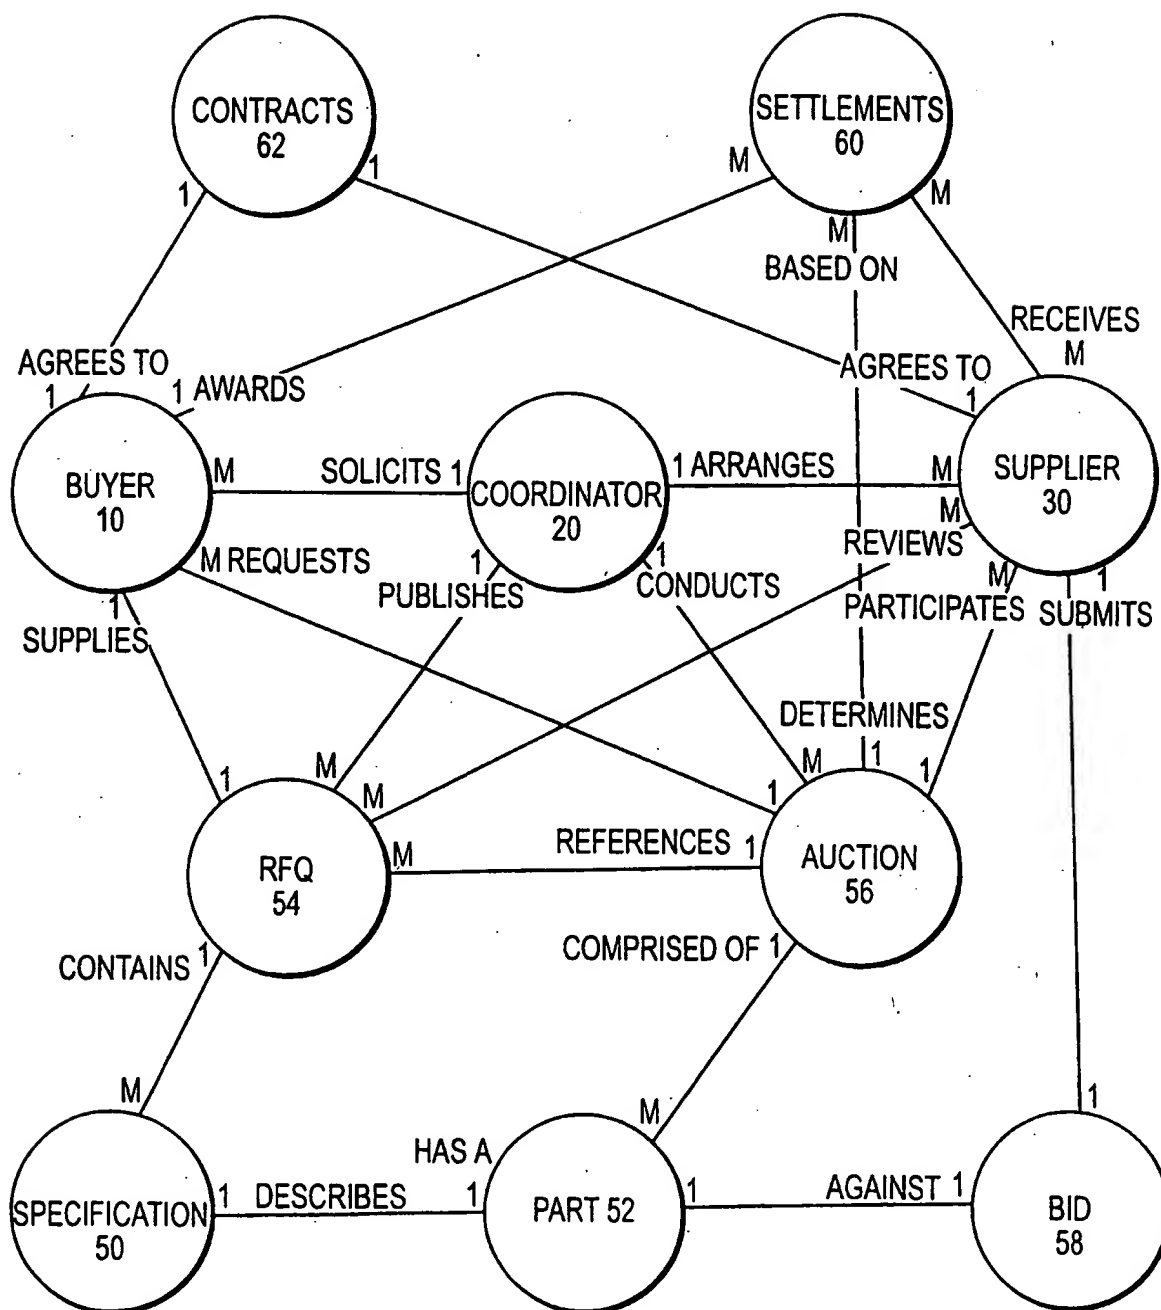 CONTRACTS
62
SETTLEMENTS
60
1
1
M
M
M
BASED ON
RECEIVES
M
AGREES TO
1
1 AWARDS
AGREES TO
1
BUYER
10
M
SOLICITS 1
COORDINATOR
20
1 ARRANGES
M
SUPPLIER
30
M
REVIEWS
M REQUESTS
1
PUBLISHES
1
CONDUCTS
M
PARTICIPATES
1
SUBMITS
1
SUPPLIES
DETERMINES
1
M
M
1
M
1
1
RFQ
54
M
REFERENCES 1
AUCTION
56
CONTAINS 1
COMPRISED OF 1
M
M
1
HAS A
SPECIFICATION
50
1 DESCRIBES 1
PART 52
1
AGAINST 1
BID
58